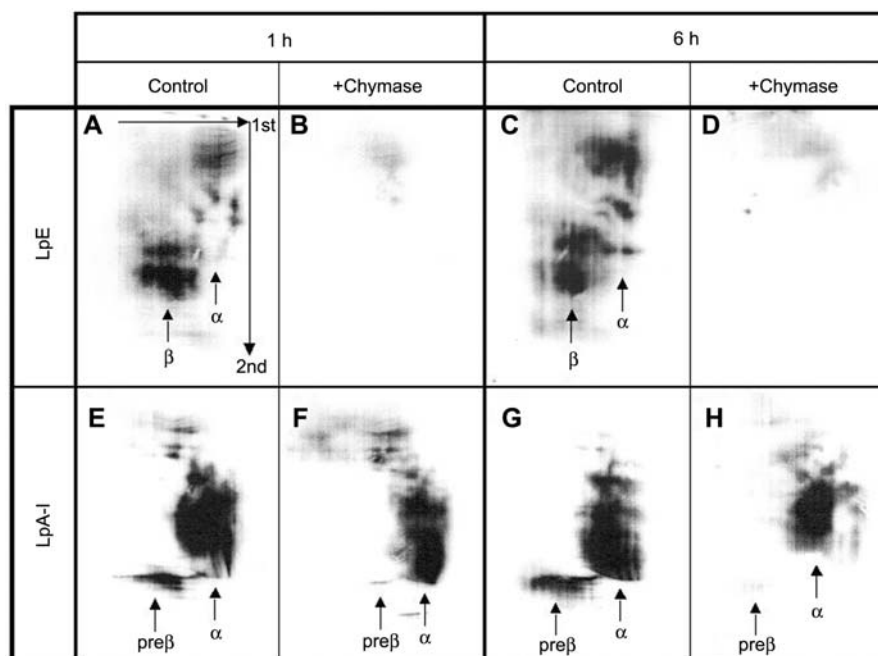 1 h 6 h
Control +Chymase Control +Chymase
LpE
A 1st B C D
α α
β β
2nd
LpA-I
E F G H
α
preβ α preβ α preβ α
preβ